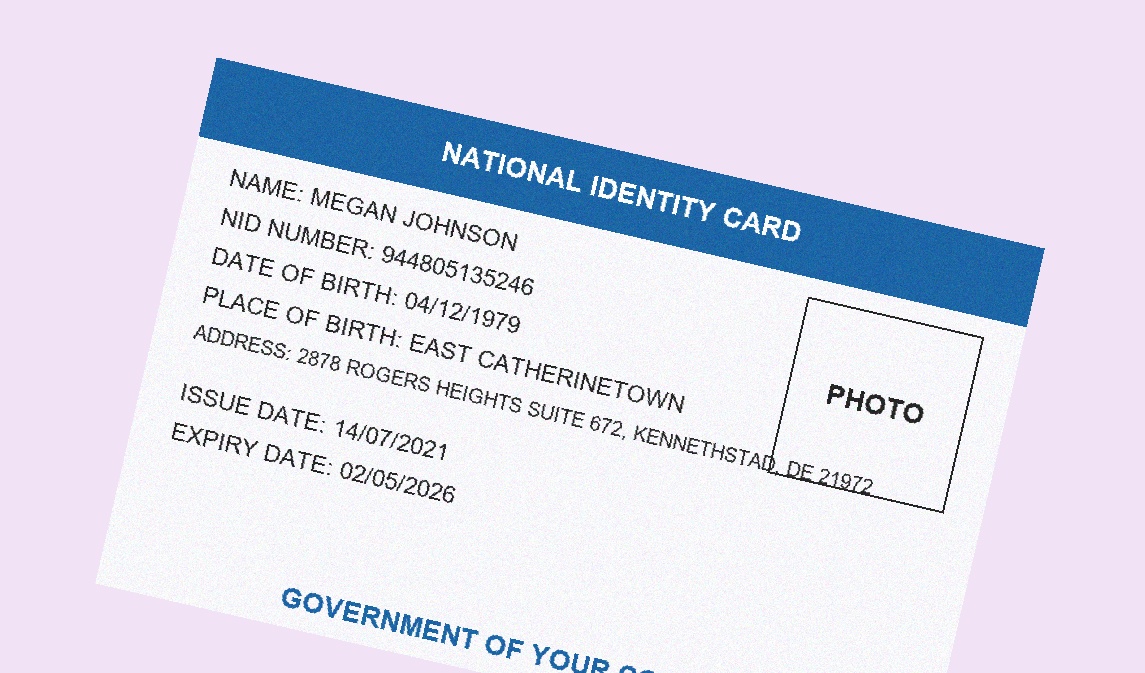 NATIONAL IDENTITY CARD
NAME: MEGAN JOHNSON
NID NUMBER: 944805135246
DATE OF BIRTH: 04/12/1979
PLACE OF BIRTH: EAST CATHERINETOWN
ADDRESS: 2878 ROGERS HEIGHTS SUITE 672, KENNETHSTAD, DE 21972
PHOTO
ISSUE DATE: 14/07/2021
EXPIRY DATE: 02/05/2026
GOVERNMENT OF YOUR